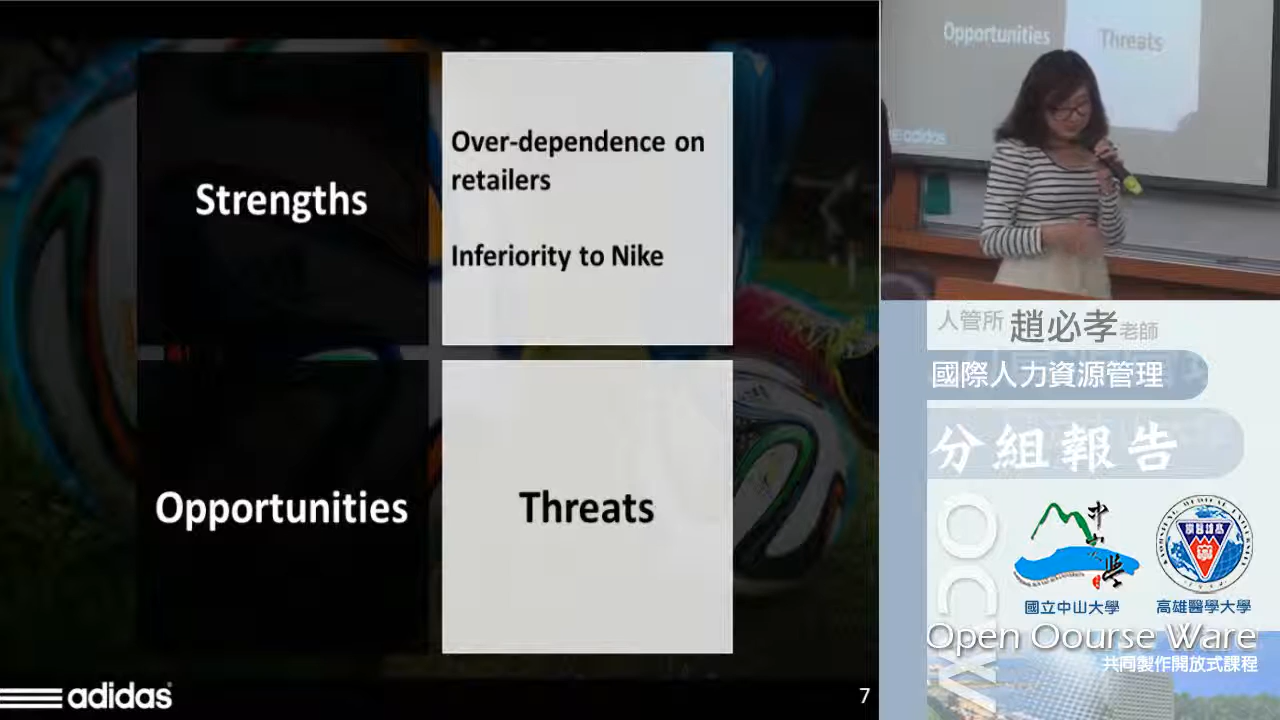 Strengths
Over-dependence on
retailers
Inferiority to Nike
Opportunities
Threats
adidas
7
Opportunities
Threats
adidas
人管所 趙必孝老師
國際人力資源管理
分組報告
OCW
國立中山大學
高雄醫學大學
Open Oourse Ware
共同製作開放式課程